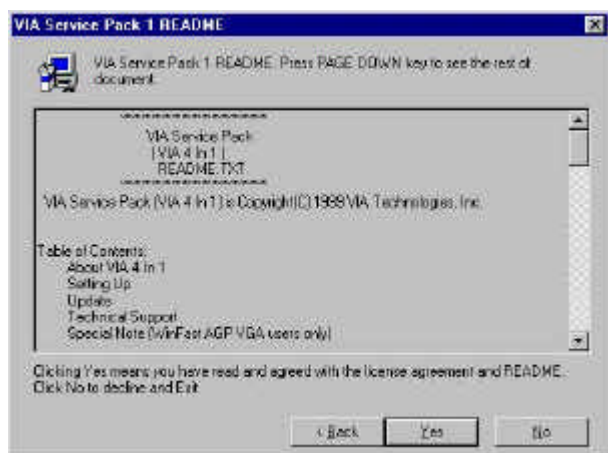 VIA Service Pack 1 README
VIA Service Pack 1 README. Press PAGE DOWN key to see the rest of
document.
====================
VIA Service Pack
[ VIA 4 in 1 ]
README.TXT
====================
VIA Service Pack (VIA 4 In 1) is Copyright(C) 1999 VIA Technologies, Inc.
Table of Contents:
About VIA 4 in 1
Setting Up
Update
Technical Support
Special Note (WinFast AGP VGA users only)
Clicking Yes means you have read and agreed with the license agreement and README.
Click No to decline and Exit
< Back
Yes
No